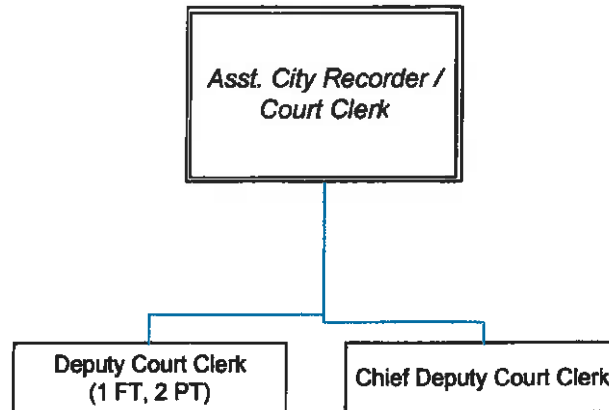 Asst. City Recorder /
Court Clerk
Deputy Court Clerk
(1 FT, 2 PT)
Chief Deputy Court Clerk